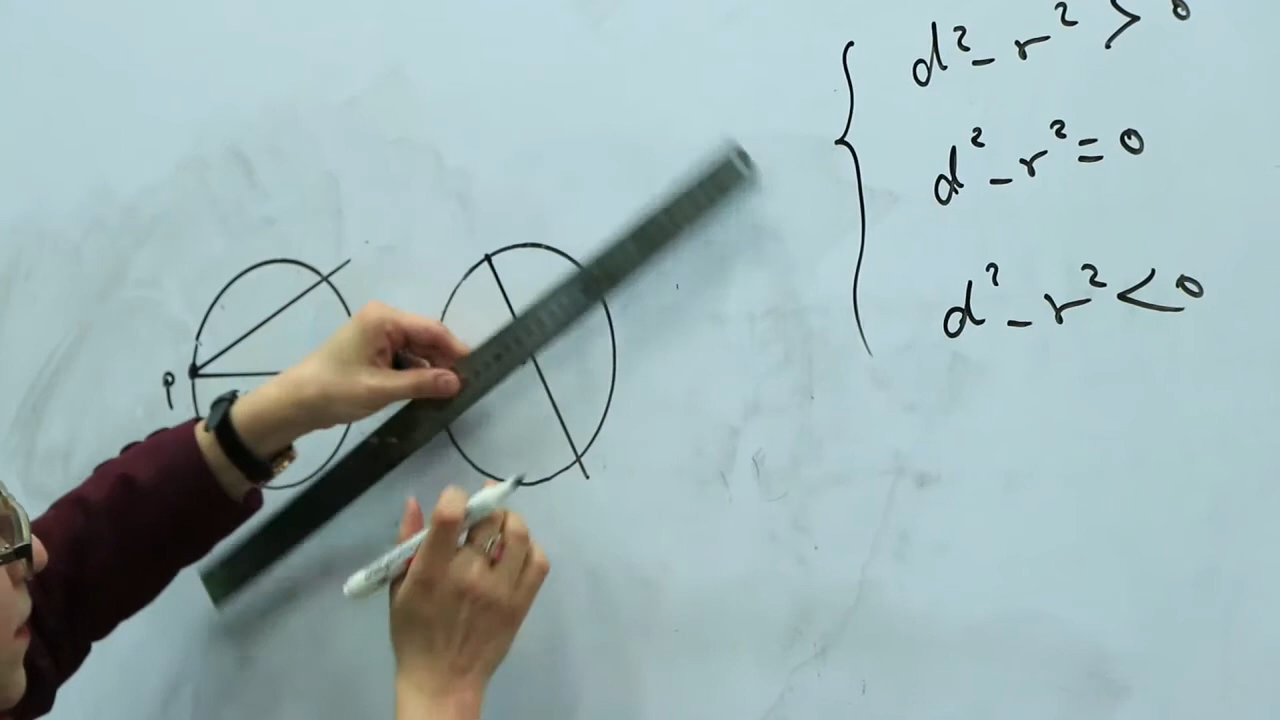 d² - r² > 0
d² - r² = 0
d² - r² < 0
P